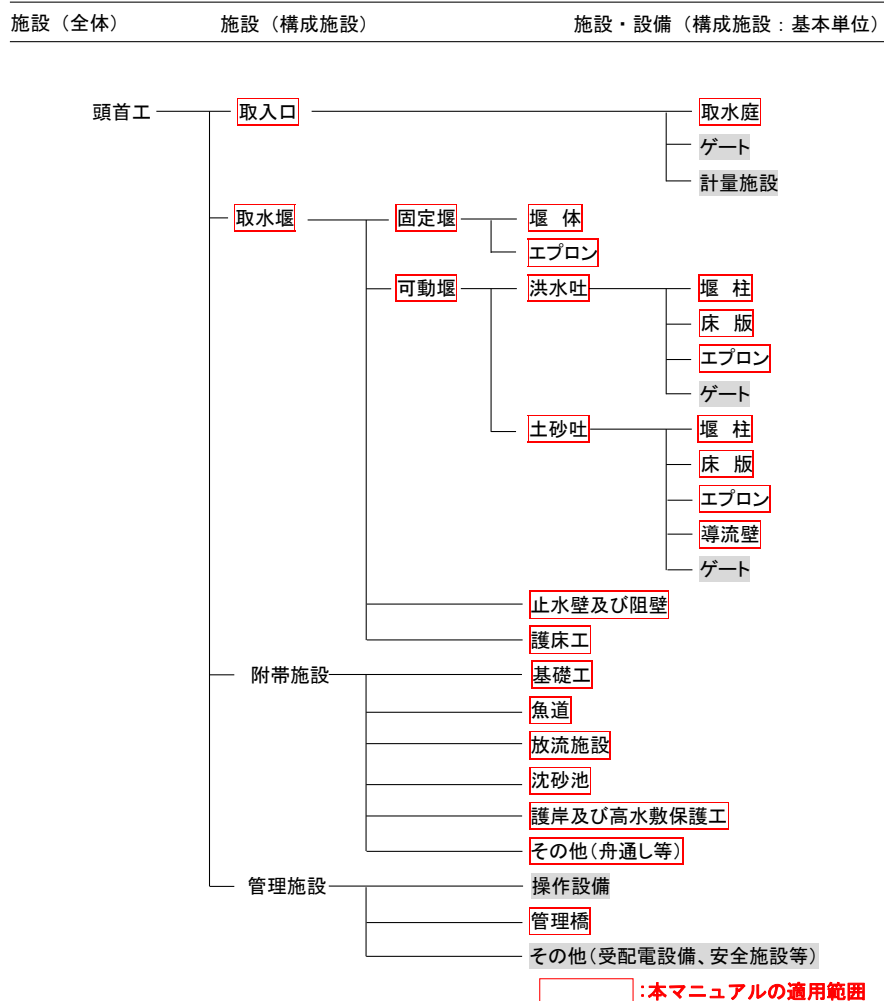 施設（全体） 施設（構成施設） 施設・設備（構成施設：基本単位）
頭首工 取入口 取水庭
ゲート
計量施設
取水堰 固定堰 堰 体
エプロン
可動堰 洪水吐 堰 柱
床 版
エプロン
ゲート
土砂吐 堰 柱
床 版
エプロン
導流壁
ゲート
止水壁及び阻壁
護床工
附帯施設 基礎工
魚道
放流施設
沈砂池
護岸及び高水敷保護工
その他（舟通し等）
管理施設 操作設備
管理橋
その他（受配電設備、安全施設等）
：本マニュアルの適用範囲